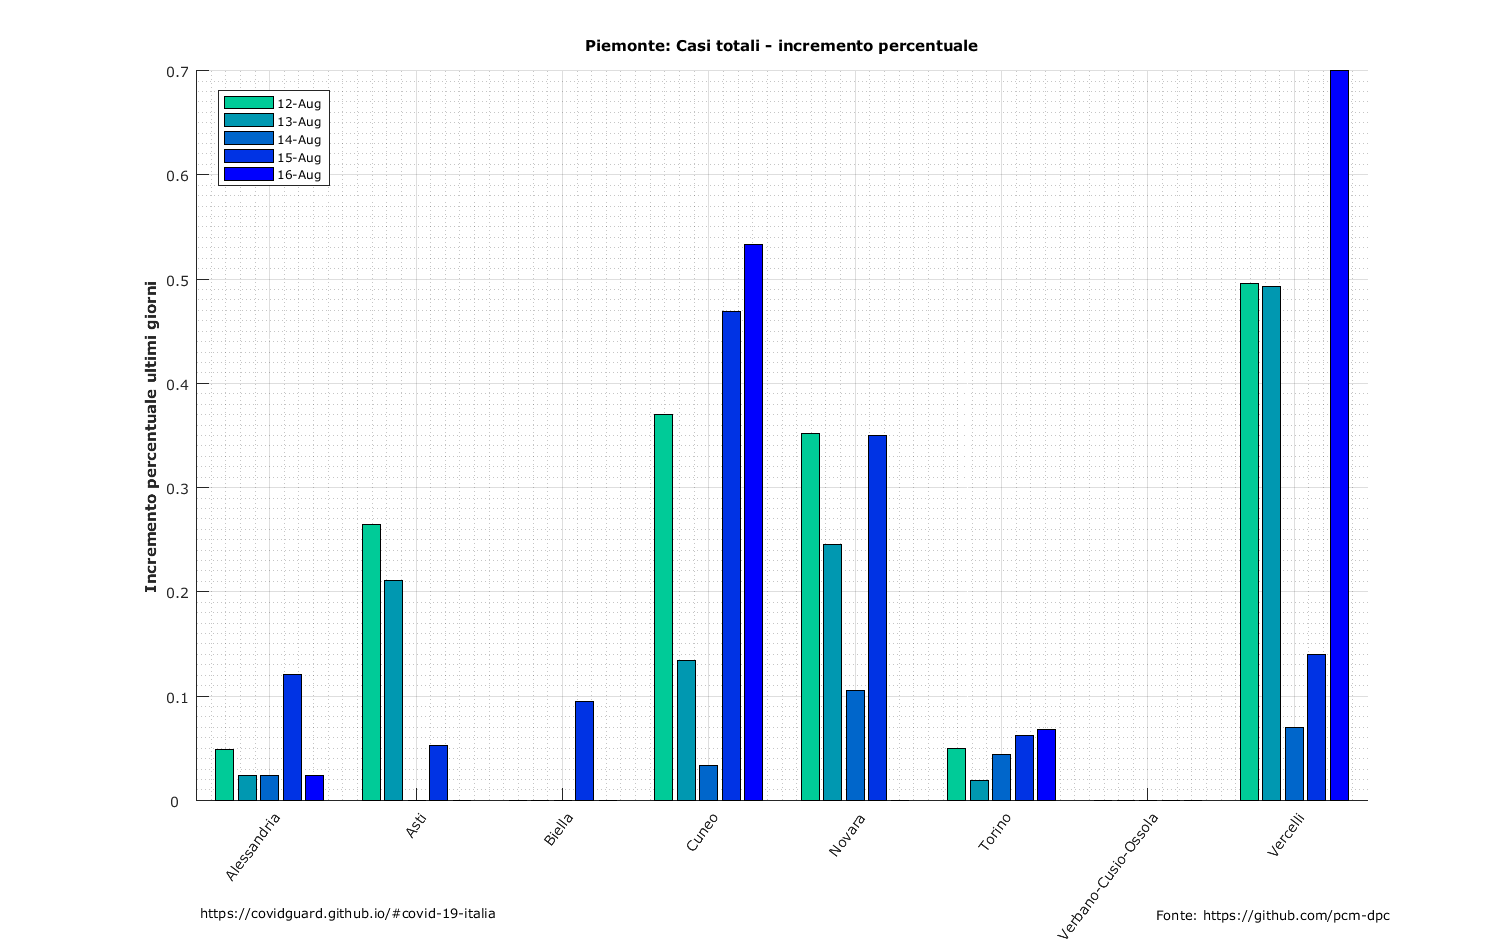 Piemonte: Casi totali - incremento percentuale
0.7
0.6
0.5
0.4
0.3
0.2
0.1
0
Incremento percentuale ultimi giorni
12-Aug
13-Aug
14-Aug
15-Aug
16-Aug
Alessandria
Asti
Biella
Cuneo
Novara
Torino
Verbano-Cusio-Ossola
Vercelli
https://covidguard.github.io/#covid-19-italia
Fonte: https://github.com/pcm-dpc